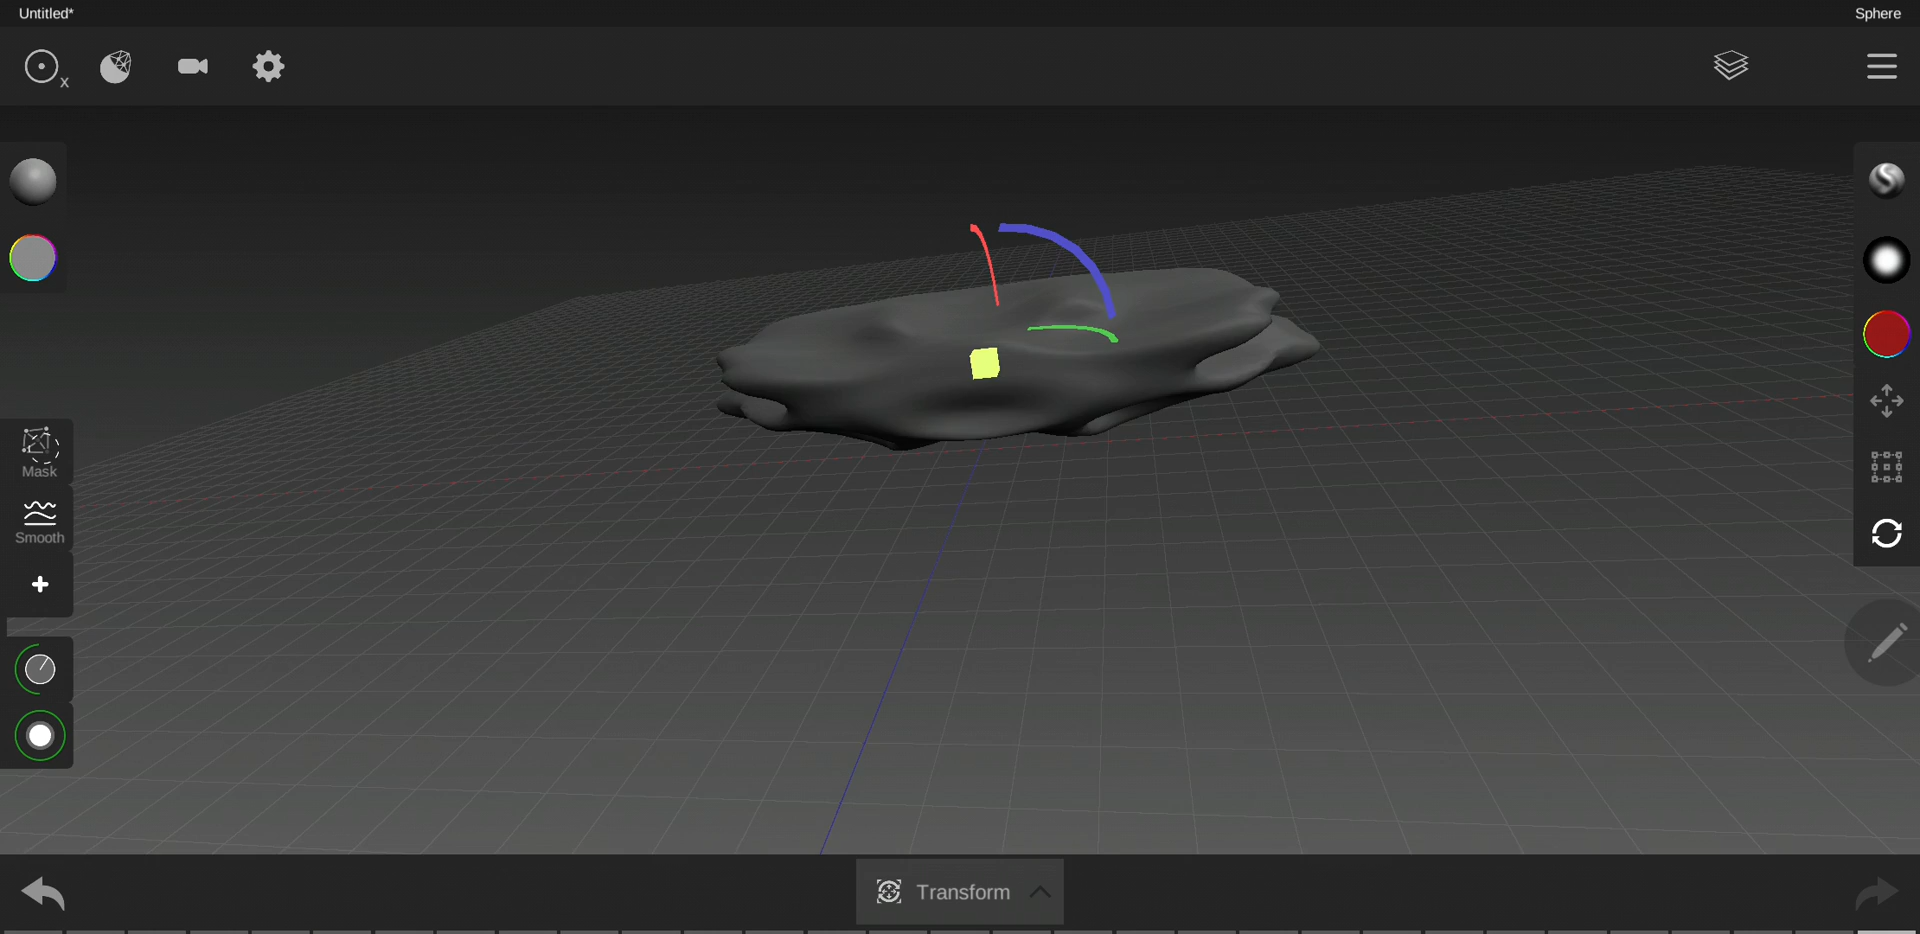 Untitled*
Sphere
x
Mask
Smooth
Transform